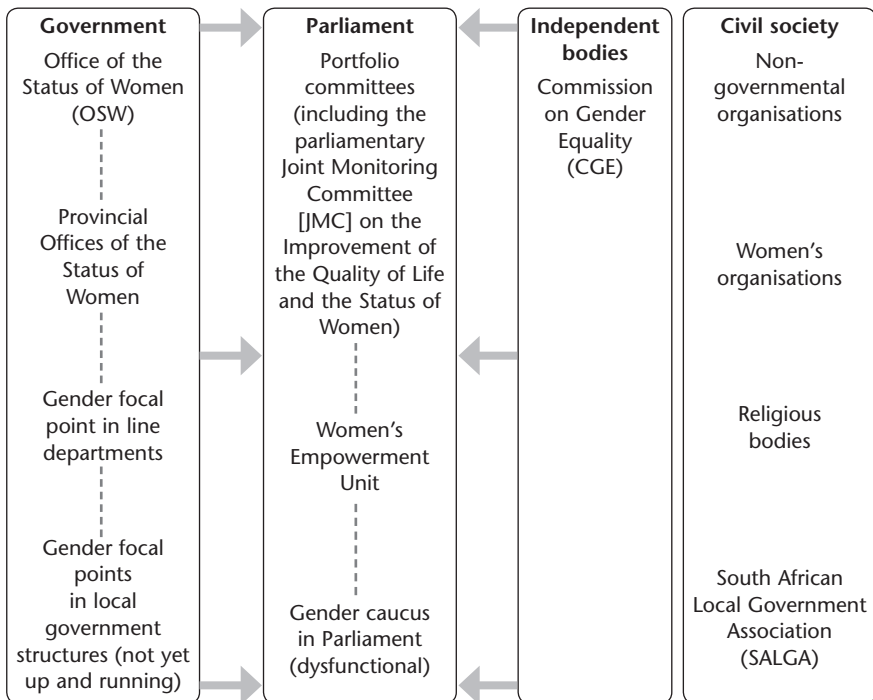 Government
Office of the
Status of Women
(OSW)
Provincial
Offices of the
Status of
Women
Gender focal
point in line
departments
Gender focal
points
in local
government
structures (not yet
up and running)
Parliament
Portfolio
committees
(including the
parliamentary
Joint Monitoring
Committee
[JMC] on the
Improvement of
the Quality of Life
and the Status of
Women)
Women's
Empowerment
Unit
Gender caucus
in Parliament
(dysfunctional)
Independent
bodies
Commission
on Gender
Equality
(CGE)
Civil society
Non-
governmental
organisations
Women's
organisations
Religious
bodies
South African
Local Government
Association
(SALGA)